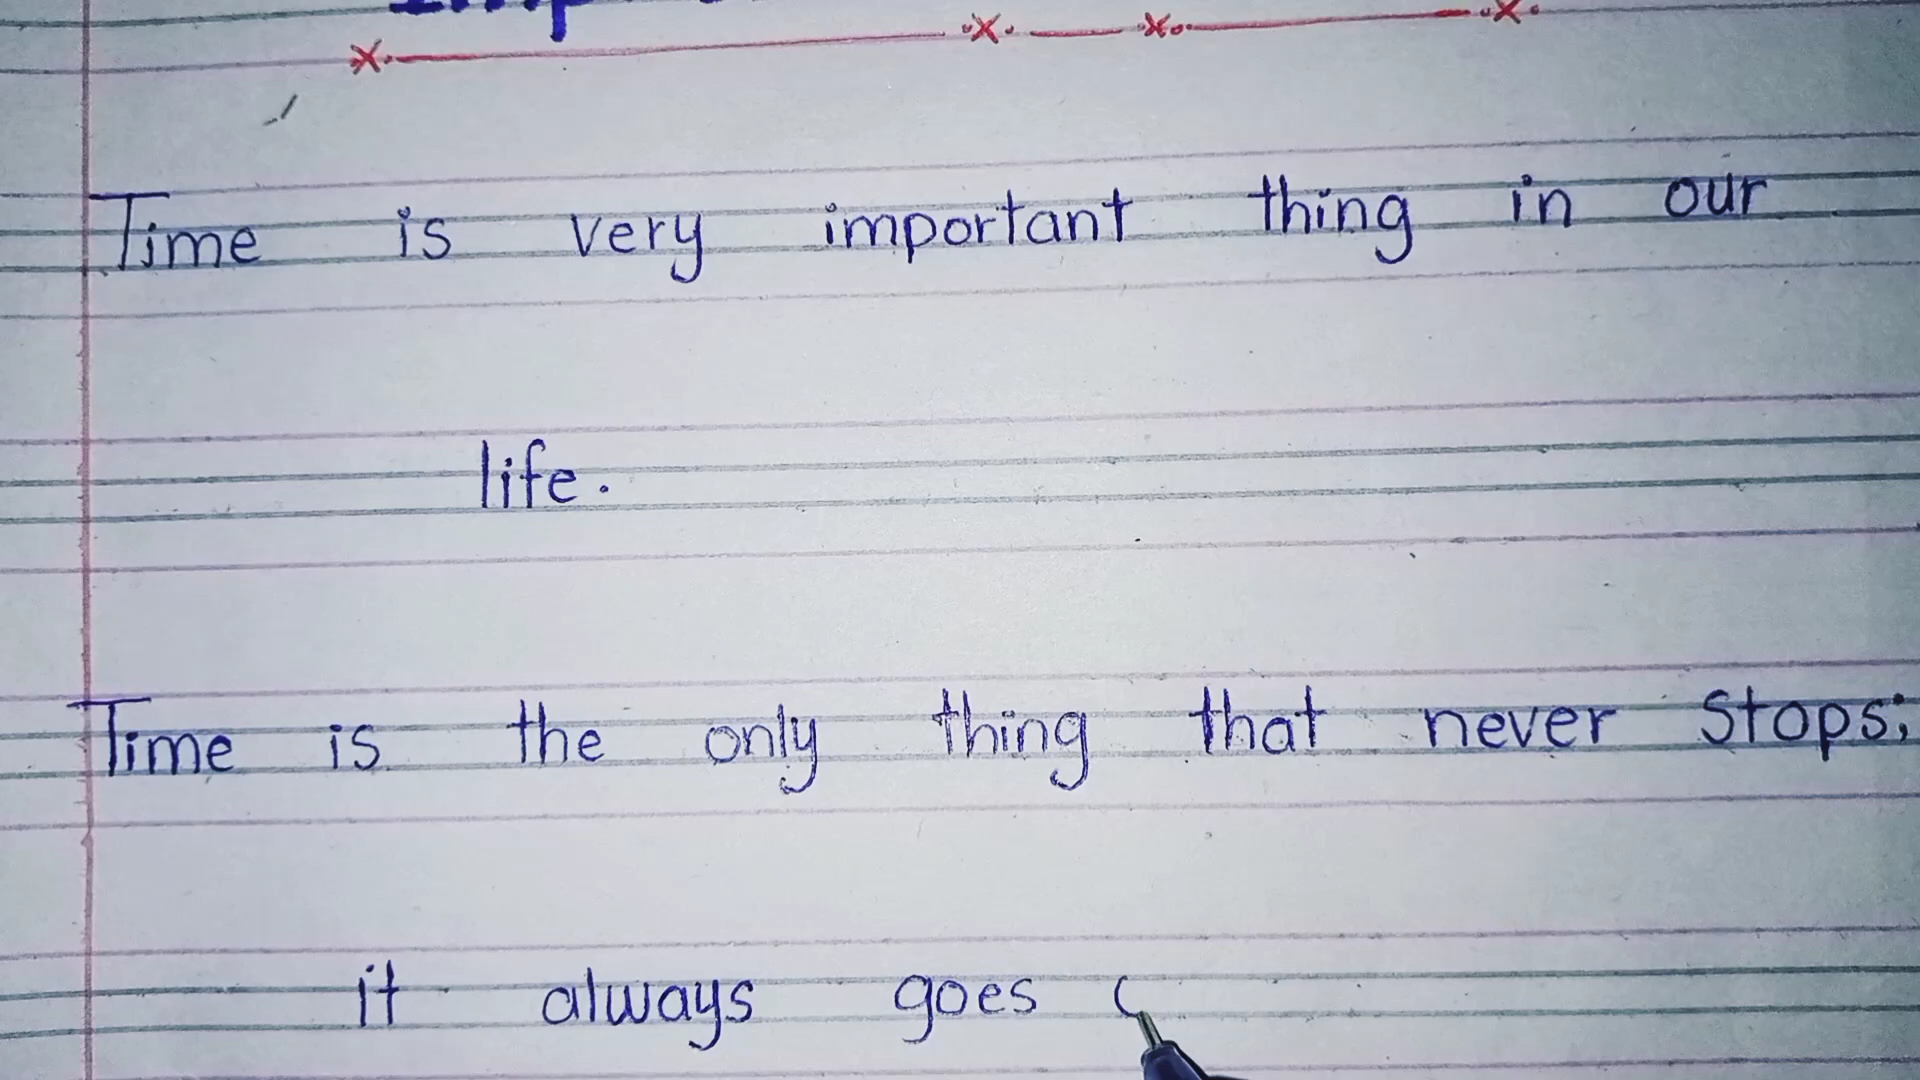 Time is very important thing in our
life.
Time is the only thing that never stops;
it always goes